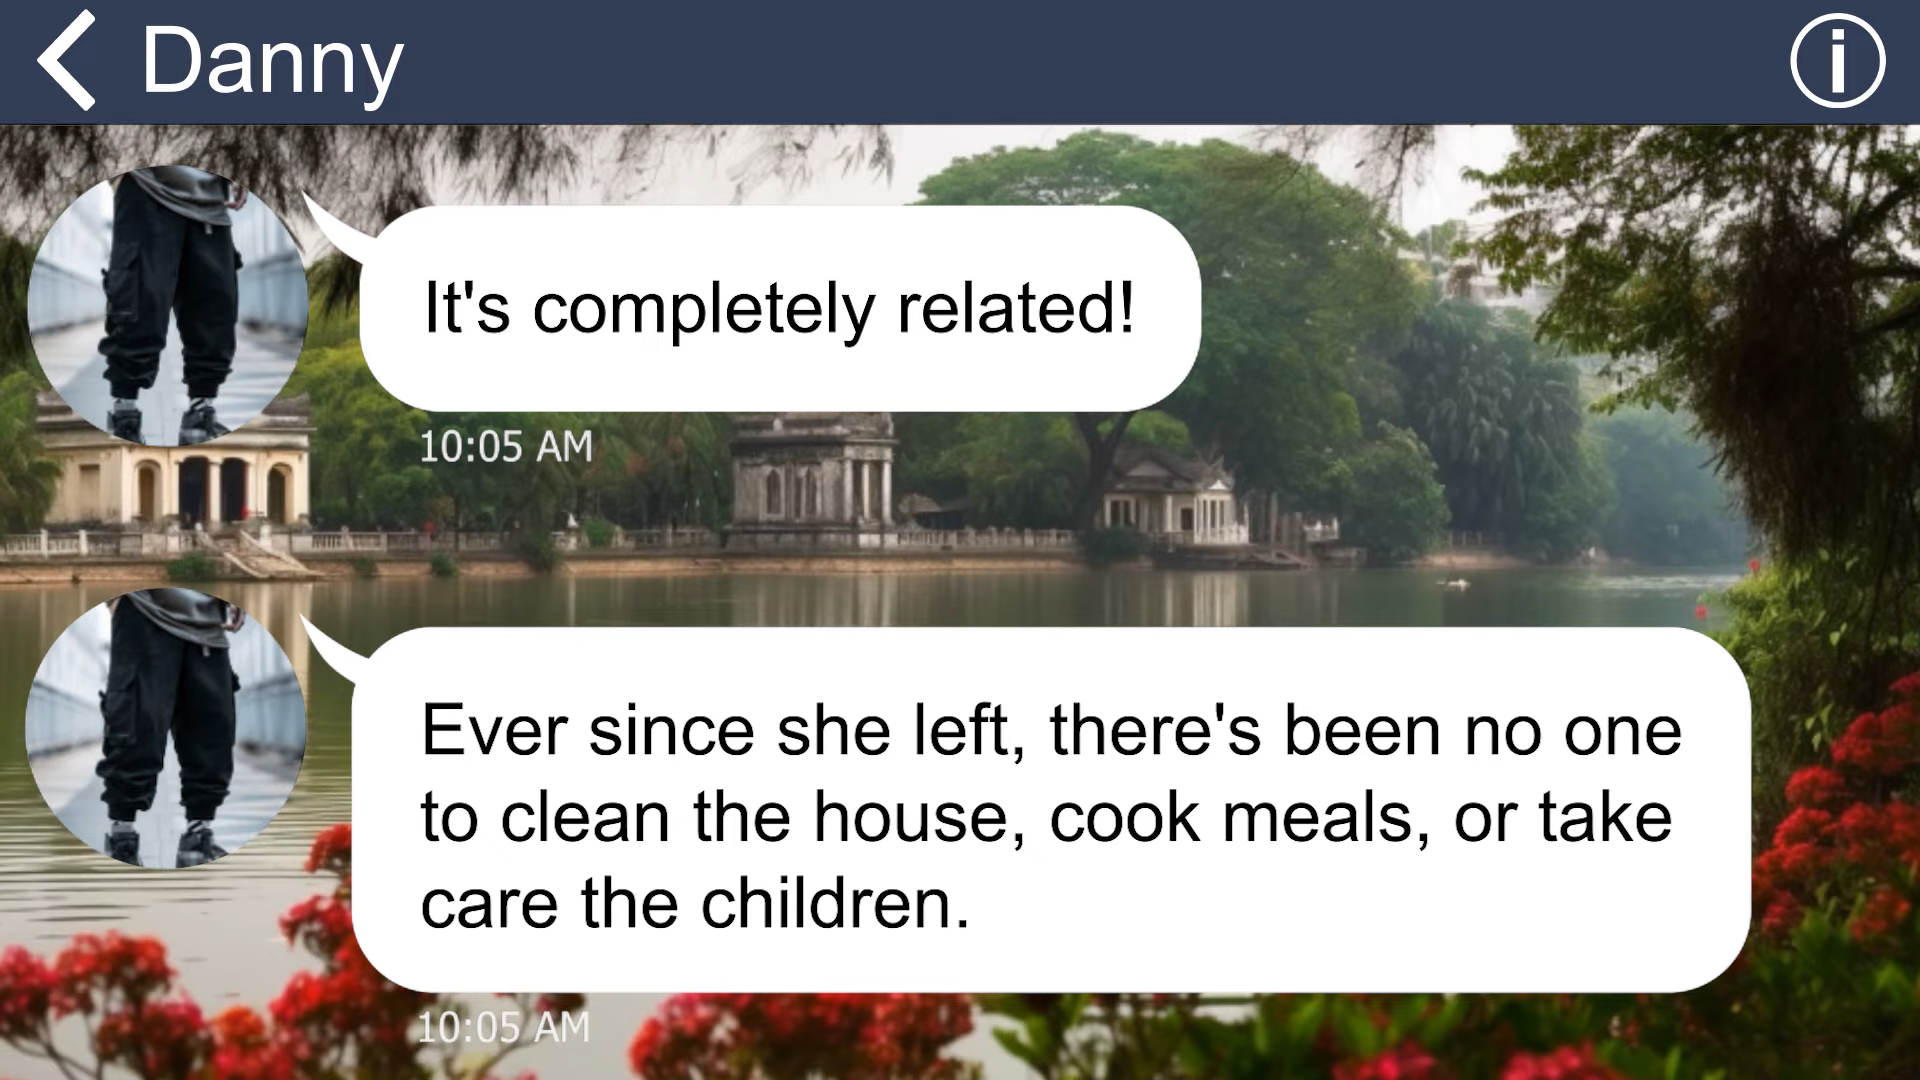 Danny
It's completely related!
10:05 AM
Ever since she left, there's been no one
to clean the house, cook meals, or take
care the children.
10:05 AM